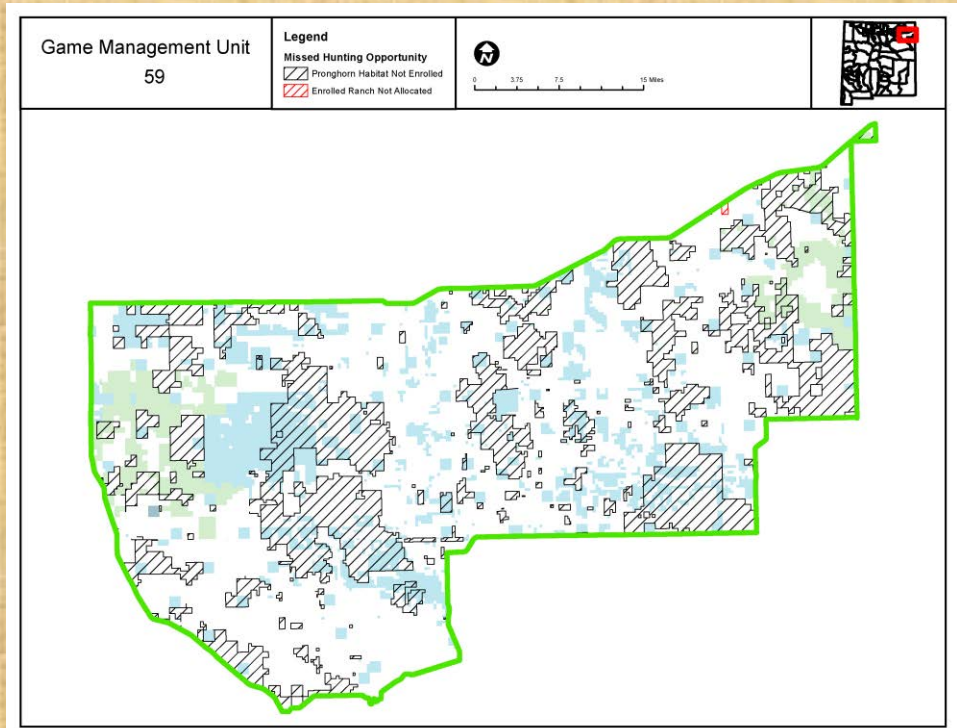 Game Management Unit
59
Legend
Missed Hunting Opportunity
Pronghorn Habitat Not Enrolled
Enrolled Ranch Not Allocated
N
0 3.75 7.5 15 Miles